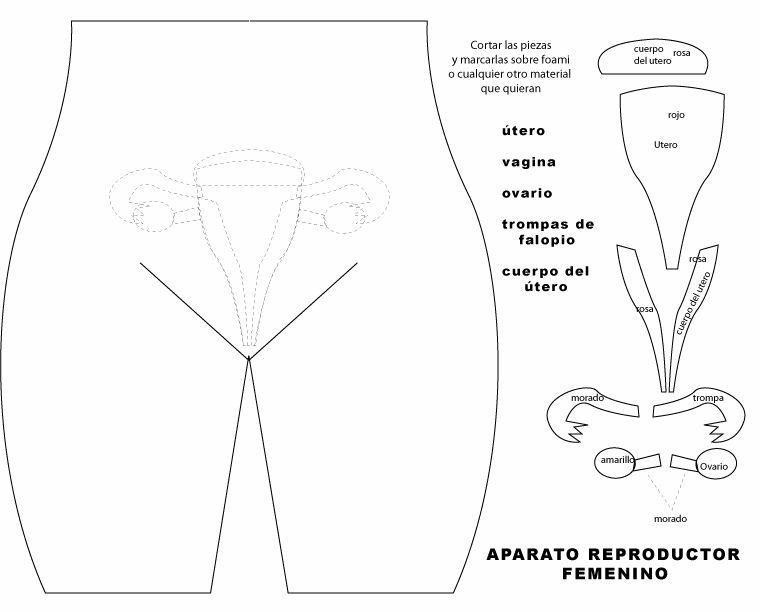 Cortar las piezas
y marcarlas sobre foami
o cualquier otro material
que quieran
útero
vagina
ovario
trompas de
falopio
cuerpo del
útero
cuerpo
del utero
rosa
rojo
Utero
rosa
rosa
cuerpo del utero
morado
trompa
amarillo
Ovario
morado
APARATO REPRODUCTOR
FEMENINO